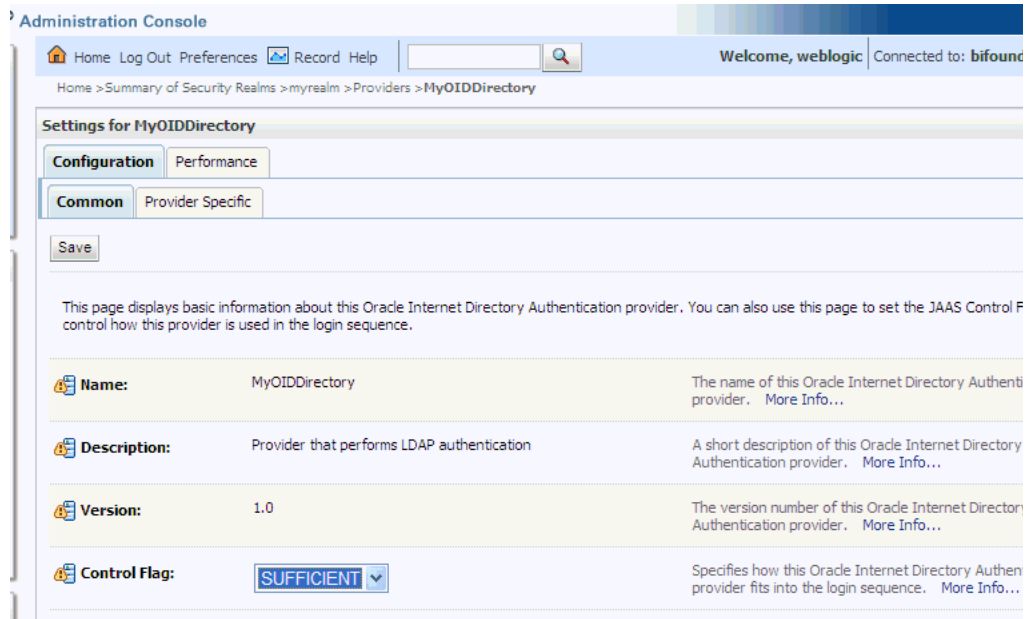 Administration Console
Home Log Out Preferences Record Help
Welcome, weblogic Connected to: bifound
Home >Summary of Security Realms >myrealm >Providers >MyOIDDirectory
Settings for MyOIDDirectory
Configuration Performance
Common Provider Specific
Save
This page displays basic information about this Oracle Internet Directory Authentication provider. You can also use this page to set the JAAS Control F
control how this provider is used in the login sequence.
Name: MyOIDDirectory The name of this Oracle Internet Directory Authenti
provider. More Info...
Description: Provider that performs LDAP authentication A short description of this Oracle Internet Directory
Authentication provider. More Info...
Version: 1.0 The version number of this Oracle Internet Directory
Authentication provider. More Info...
Control Flag: SUFFICIENT Specifies how this Oracle Internet Directory Authen
provider fits into the login sequence. More Info...